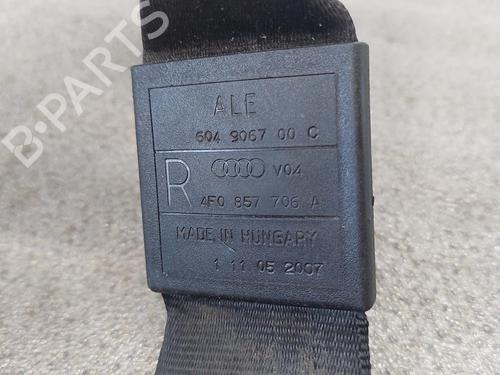 B-PARTS
ALE
604 9067 00 C
R V04
4F0 857 706 A
MADE IN HUNGARY
1 11 05 2007